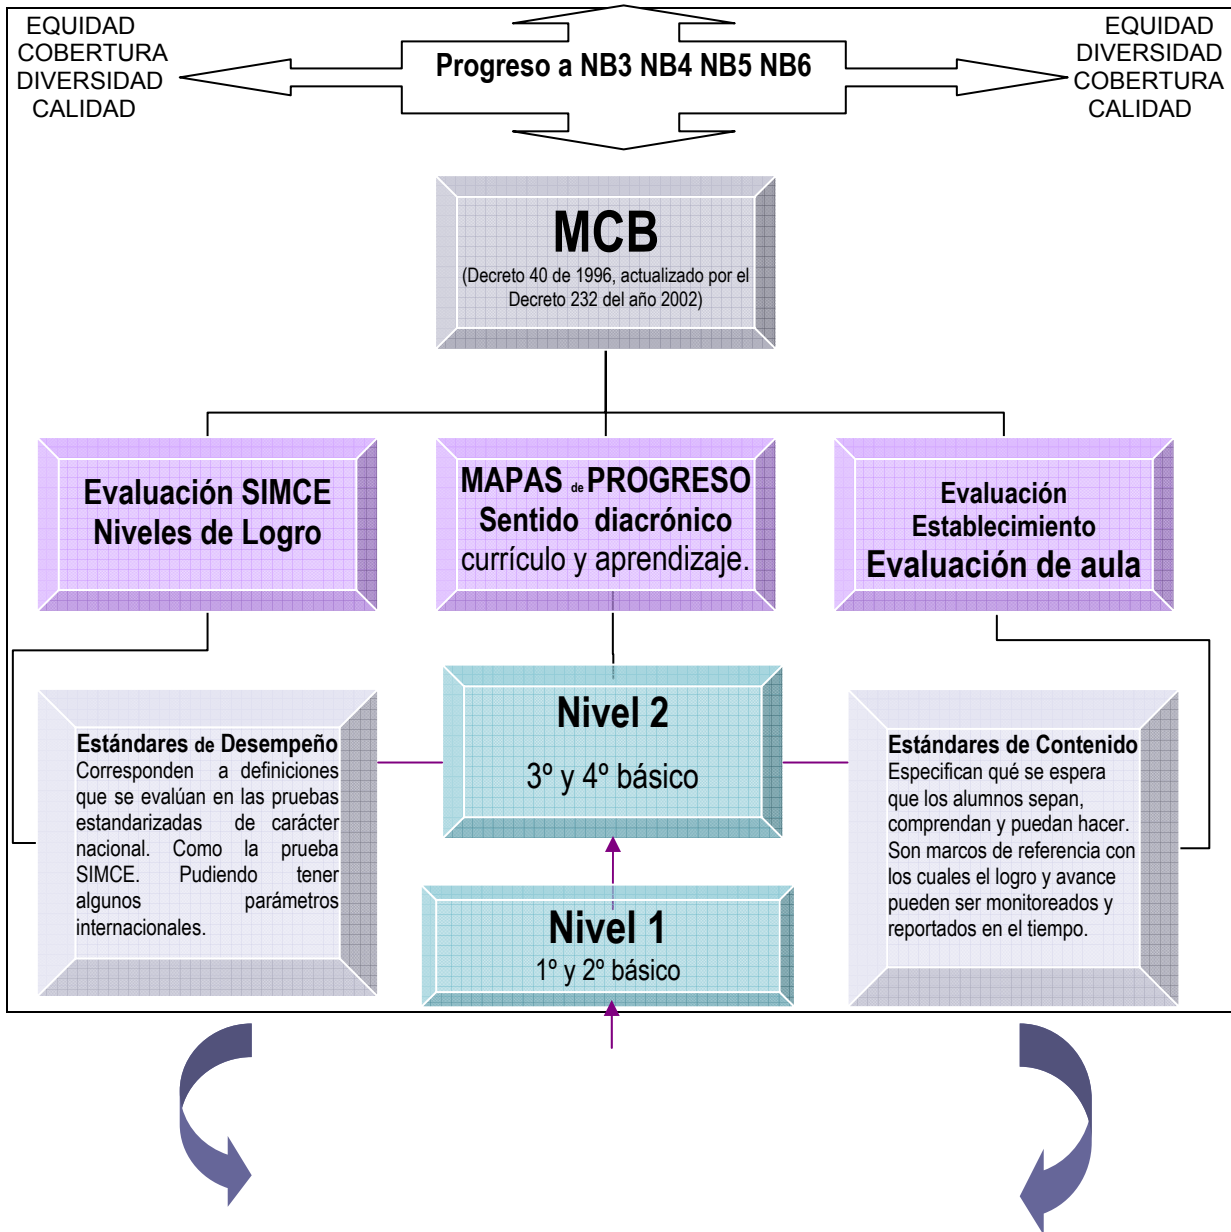 EQUIDAD
COBERTURA
DIVERSIDAD
CALIDAD
Progreso a NB3 NB4 NB5 NB6
EQUIDAD
DIVERSIDAD
COBERTURA
CALIDAD
MCB
(Decreto 40 de 1996, actualizado por el
Decreto 232 del año 2002)
Evaluación SIMCE
Niveles de Logro
MAPAS de PROGRESO
Sentido diacrónico
currículo y aprendizaje.
Evaluación
Establecimiento
Evaluación de aula
Estándares de Desempeño
Corresponden a definiciones
que se evalúan en las pruebas
estandarizadas de carácter
nacional. Como la prueba
SIMCE. Pudiendo tener
algunos parámetros
internacionales.
Nivel 2
3º y 4º básico
Estándares de Contenido
Especifican qué se espera
que los alumnos sepan,
comprendan y puedan hacer.
Son marcos de referencia con
los cuales el logro y avance
pueden ser monitoreados y
reportados en el tiempo.
Nivel 1
1º y 2º básico